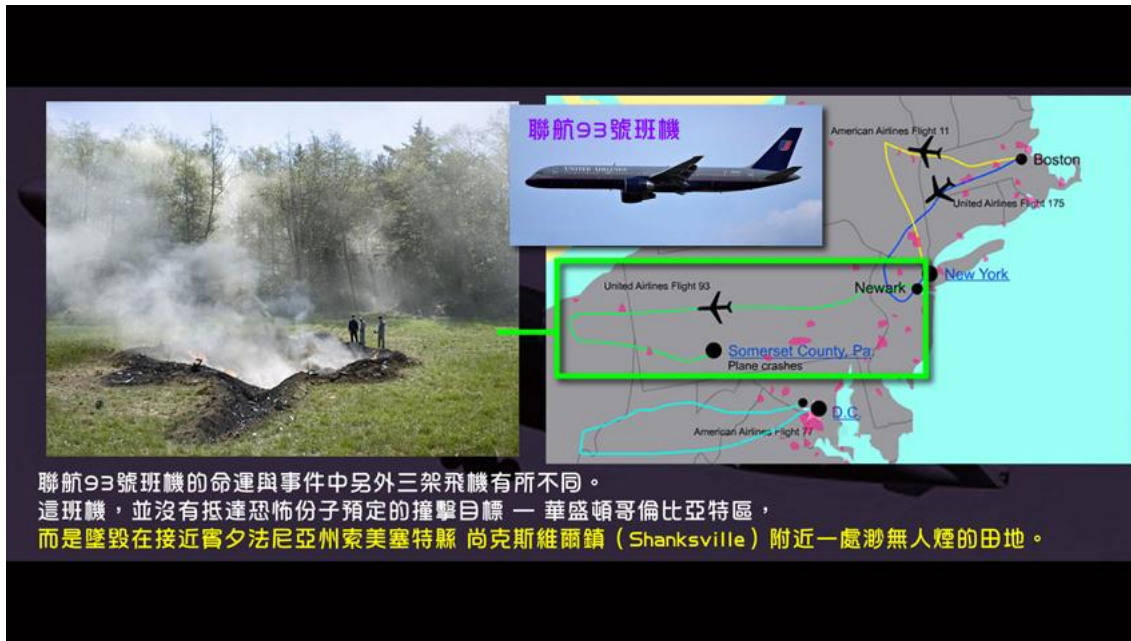 聯航93號班機
UNITED AIRLINES
American Airlines Flight 11
Boston
United Airlines Flight 175
New York
Newark
United Airlines Flight 93
Somerset County, Pa.
Plane crashes
D.C.
American Airlines Flight 77
聯航93號班機的命運與事件中另外三架飛機有所不同。
這班機，並沒有抵達恐怖份子預定的撞擊目標 — 華盛頓哥倫比亞特區，
而是墜毀在接近賓夕法尼亞州索美塞特縣 尚克斯維爾鎮（Shanksville）附近一處渺無人煙的田地。